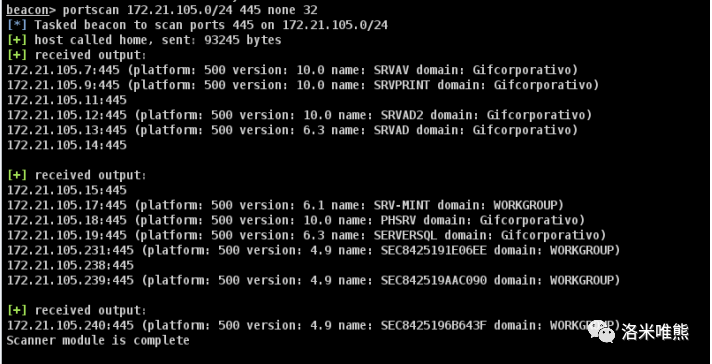 beacon> portscan 172.21.105.0/24 445 none 32
[*] Tasked beacon to scan ports 445 on 172.21.105.0/24
[+] host called home, sent: 93245 bytes
[+] received output:
172.21.105.7:445 (platform: 500 version: 10.0 name: SRVAV domain: Gifcorporativo)
172.21.105.9:445 (platform: 500 version: 10.0 name: SRVPRINT domain: Gifcorporativo)
172.21.105.11:445
172.21.105.12:445 (platform: 500 version: 10.0 name: SRVAD2 domain: Gifcorporativo)
172.21.105.13:445 (platform: 500 version: 6.3 name: SRVAD domain: Gifcorporativo)
172.21.105.14:445
[+] received output:
172.21.105.15:445
172.21.105.17:445 (platform: 500 version: 6.1 name: SRV-MINT domain: WORKGROUP)
172.21.105.18:445 (platform: 500 version: 10.0 name: PHSRV domain: Gifcorporativo)
172.21.105.19:445 (platform: 500 version: 6.3 name: SERVERSQL domain: Gifcorporativo)
172.21.105.231:445 (platform: 500 version: 4.9 name: SEC8425191E06EE domain: WORKGROUP)
172.21.105.238:445
172.21.105.239:445 (platform: 500 version: 4.9 name: SEC842519AAC090 domain: WORKGROUP)
[+] received output:
172.21.105.240:445 (platform: 500 version: 4.9 name: SEC8425196B643F domain: WORKGROUP)
Scanner module is complete
洛米唯熊